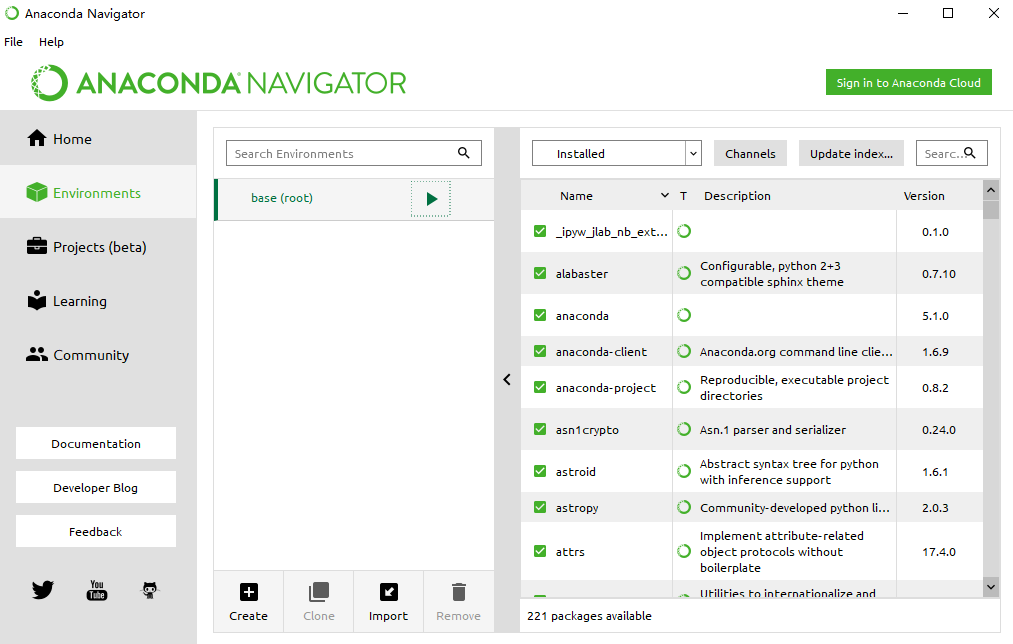 Anaconda Navigator
File Help
ANACONDA NAVIGATOR
Sign in to Anaconda Cloud
Home
Environments
Projects (beta)
Learning
Community
Documentation
Developer Blog
Feedback
You
Tube
Search Environments
base (root)
Create Clone Import Remove
Installed Channels Update index... Searc...
Name T Description Version
_ipyw_jlab_nb_ext... 0.1.0
alabaster Configurable, python 2+3
compatible sphinx theme 0.7.10
anaconda 5.1.0
anaconda-client Anaconda.org command line clie... 1.6.9
anaconda-project Reproducible, executable project
directories 0.8.2
asn1crypto Asn.1 parser and serializer 0.24.0
astroid Abstract syntax tree for python
with inference support 1.6.1
astropy Community-developed python li... 2.0.3
attrs Implement attribute-related
object protocols without
boilerplate 17.4.0
Utilities to internationalize and
221 packages available